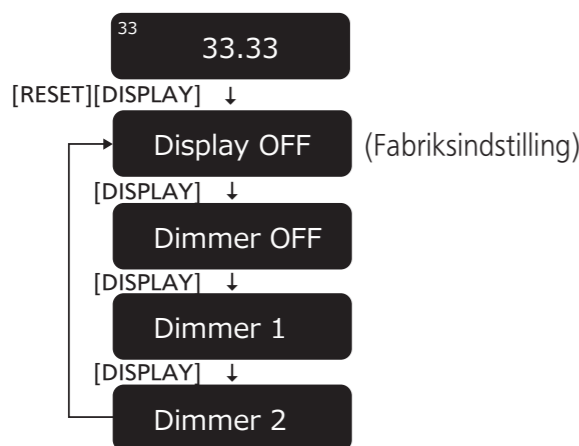 33
33.33
[RESET][DISPLAY] ↓
Display OFF (Fabriksindstilling)
[DISPLAY] ↓
Dimmer OFF
[DISPLAY] ↓
Dimmer 1
[DISPLAY] ↓
Dimmer 2